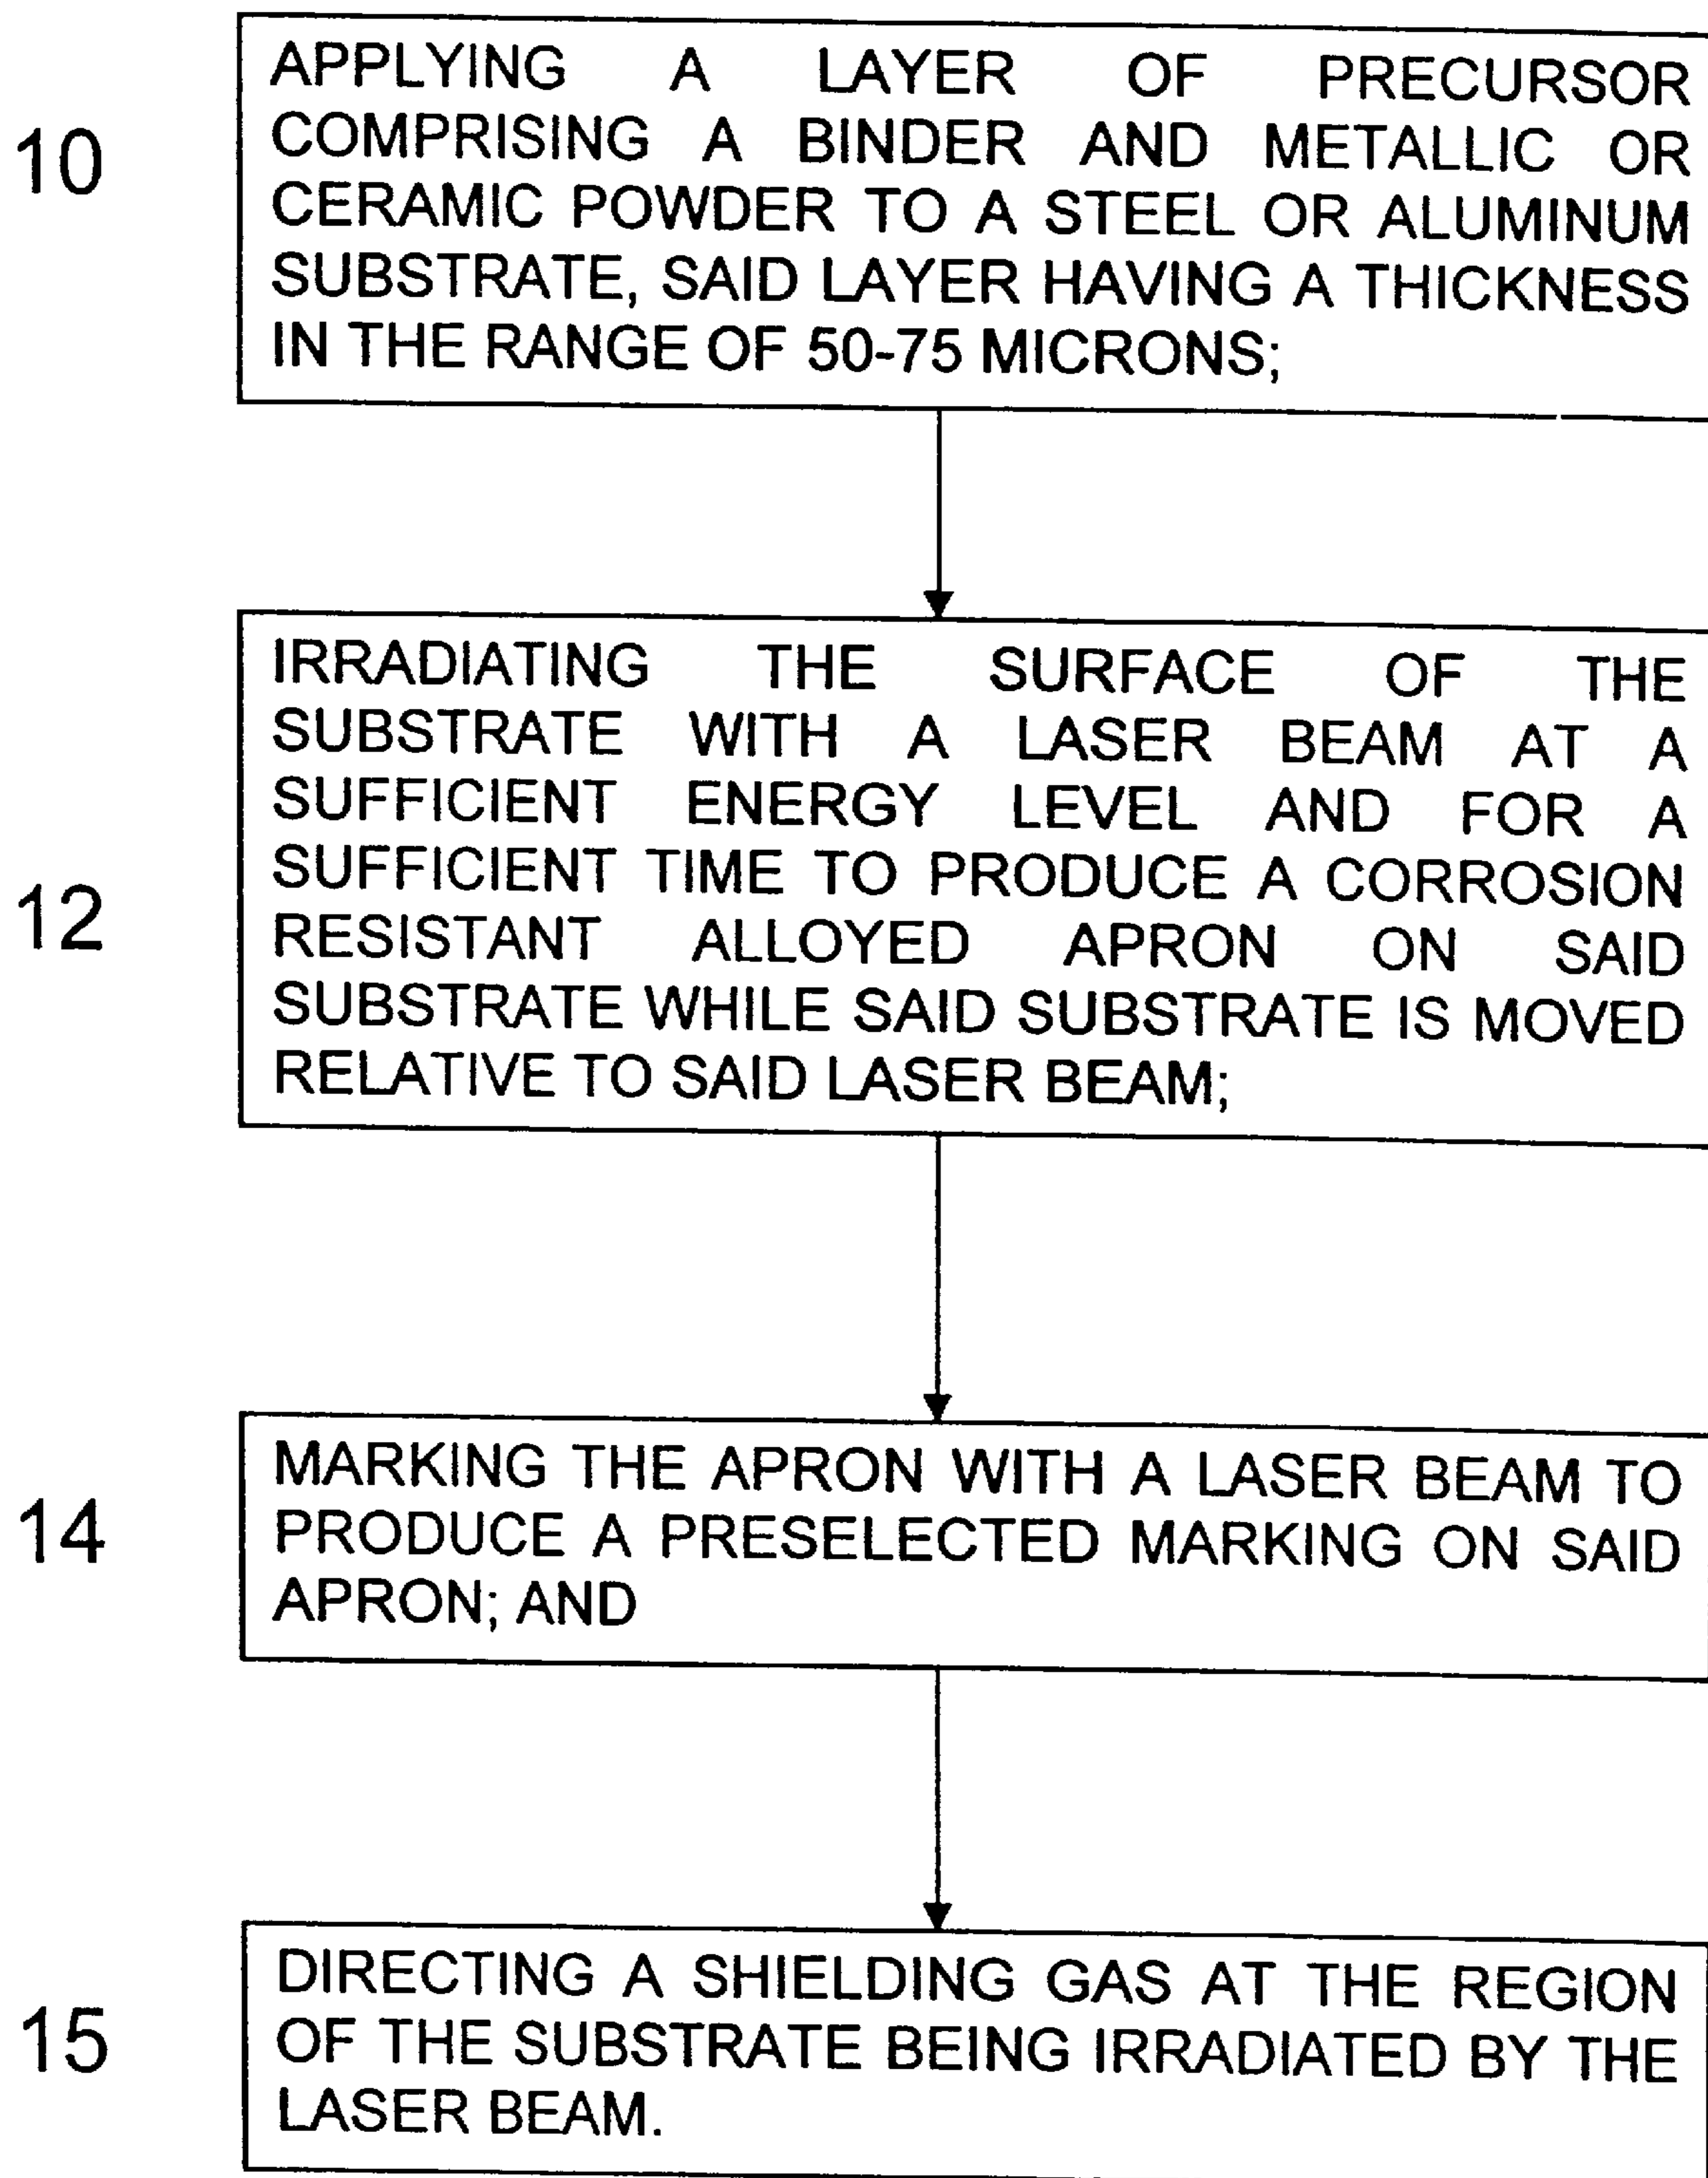 10
APPLYING A LAYER OF PRECURSOR
COMPRISING A BINDER AND METALLIC OR
CERAMIC POWDER TO A STEEL OR ALUMINUM
SUBSTRATE, SAID LAYER HAVING A THICKNESS
IN THE RANGE OF 50-75 MICRONS;
12
IRRADIATING THE SURFACE OF THE
SUBSTRATE WITH A LASER BEAM AT A
SUFFICIENT ENERGY LEVEL AND FOR A
SUFFICIENT TIME TO PRODUCE A CORROSION
RESISTANT ALLOYED APRON ON SAID
SUBSTRATE WHILE SAID SUBSTRATE IS MOVED
RELATIVE TO SAID LASER BEAM;
14
MARKING THE APRON WITH A LASER BEAM TO
PRODUCE A PRESELECTED MARKING ON SAID
APRON; AND
15
DIRECTING A SHIELDING GAS AT THE REGION
OF THE SUBSTRATE BEING IRRADIATED BY THE
LASER BEAM.